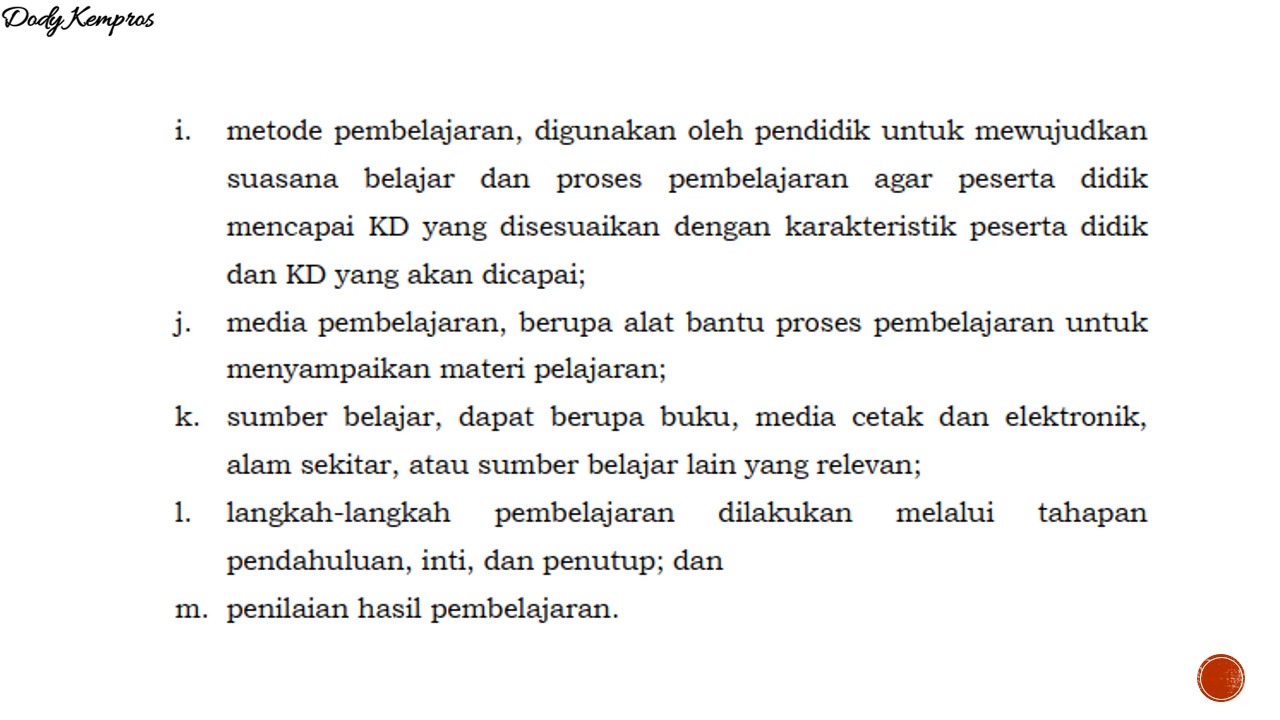 Dody Kempros
i. metode pembelajaran, digunakan oleh pendidik untuk mewujudkan
suasana belajar dan proses pembelajaran agar peserta didik
mencapai KD yang disesuaikan dengan karakteristik peserta didik
dan KD yang akan dicapai;
j. media pembelajaran, berupa alat bantu proses pembelajaran untuk
menyampaikan materi pelajaran;
k. sumber belajar, dapat berupa buku, media cetak dan elektronik,
alam sekitar, atau sumber belajar lain yang relevan;
l. langkah-langkah pembelajaran dilakukan melalui tahapan
pendahuluan, inti, dan penutup; dan
m. penilaian hasil pembelajaran.